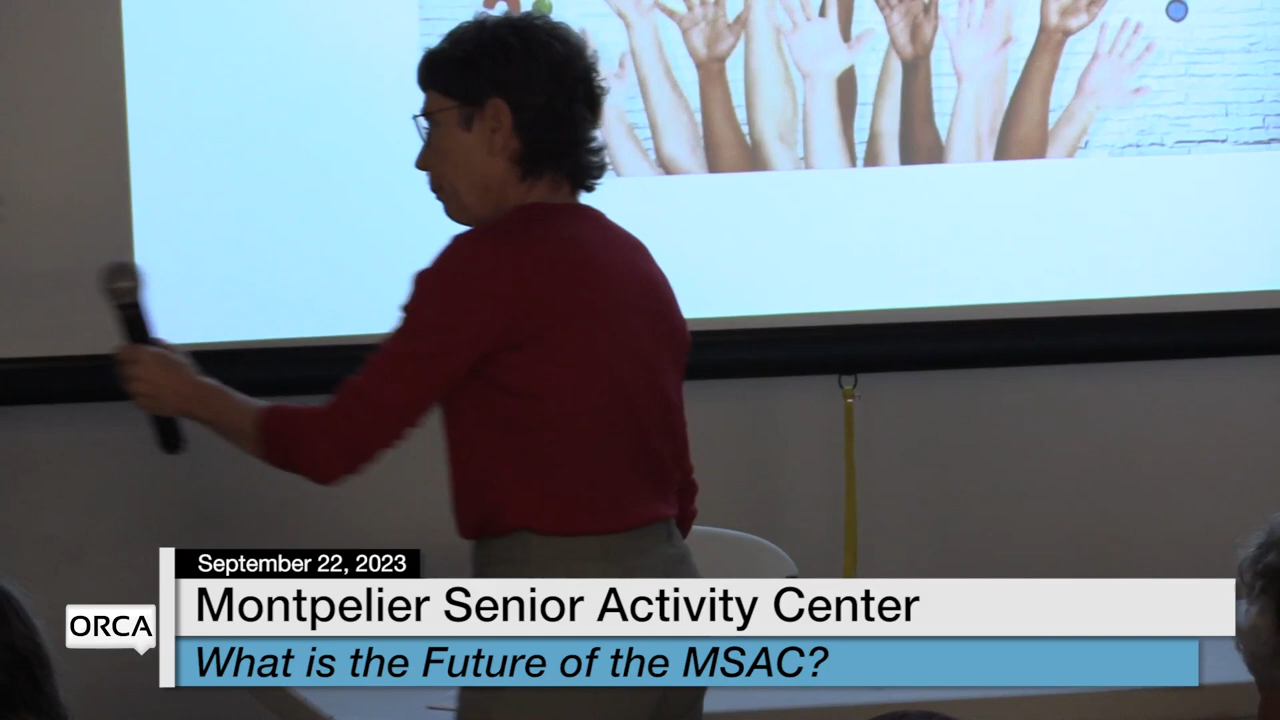 September 22, 2023
Montpelier Senior Activity Center
ORCA
What is the Future of the MSAC?